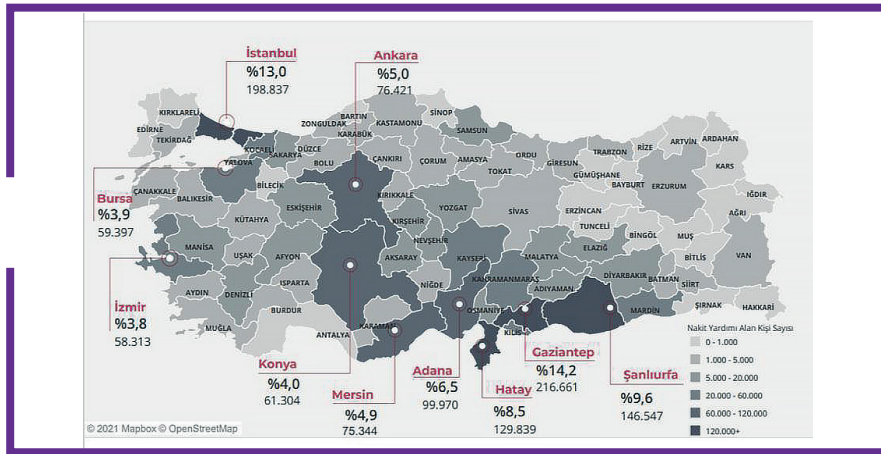 İstanbul
%13,0
198.837
Ankara
%5,0
76.421
Bursa
%3,9
59.397
İzmir
%3,8
58.313
Konya
%4,0
61.304
Mersin
%4,9
75.344
Adana
%6,5
99.970
Hatay
%8,5
129.839
Gaziantep
%14,2
216.661
Şanlıurfa
%9,6
146.547
KIRKLARELİ
EDİRNE
TEKİRDAĞ
KOCAELİ
YALOVA
SAKARYA
DÜZCE
ZONGULDAK
BARTIN
KARABÜK
KASTAMONU
SİNOP
SAMSUN
BOLU
ÇANKIRI
ÇORUM
AMASYA
ORDU
TOKAT
GİRESUN
TRABZON
RİZE
ARTVİN
ARDAHAN
KARS
GÜMÜŞHANE
BAYBURT
ERZURUM
IĞDIR
AĞRI
ÇANAKKALE
BALIKESİR
BİLECİK
KÜTAHYA
ESKİŞEHİR
KIRIKKALE
KIRŞEHİR
YOZGAT
SİVAS
ERZİNCAN
TUNCELİ
BİNGÖL
MUŞ
BİTLİS
VAN
MANİSA
UŞAK
AFYON
AKSARAY
NEVŞEHİR
KAYSERİ
MALATYA
ELAZIĞ
DİYARBAKIR
BATMAN
SİİRT
AYDIN
DENİZLİ
ISPARTA
BURDUR
NİĞDE
KAHRAMANMARAŞ
ADIYAMAN
MARDİN
ŞIRNAK
HAKKARİ
MUĞLA
ANTALYA
KARAMAN
OSMANİYE
KİLİS
Nakit Yardımı Alan Kişi Sayısı
0 - 1.000
1.000 - 5.000
5.000 - 20.000
20.000 - 60.000
60.000 - 120.000
120.000+
© 2021 Mapbox © OpenStreetMap